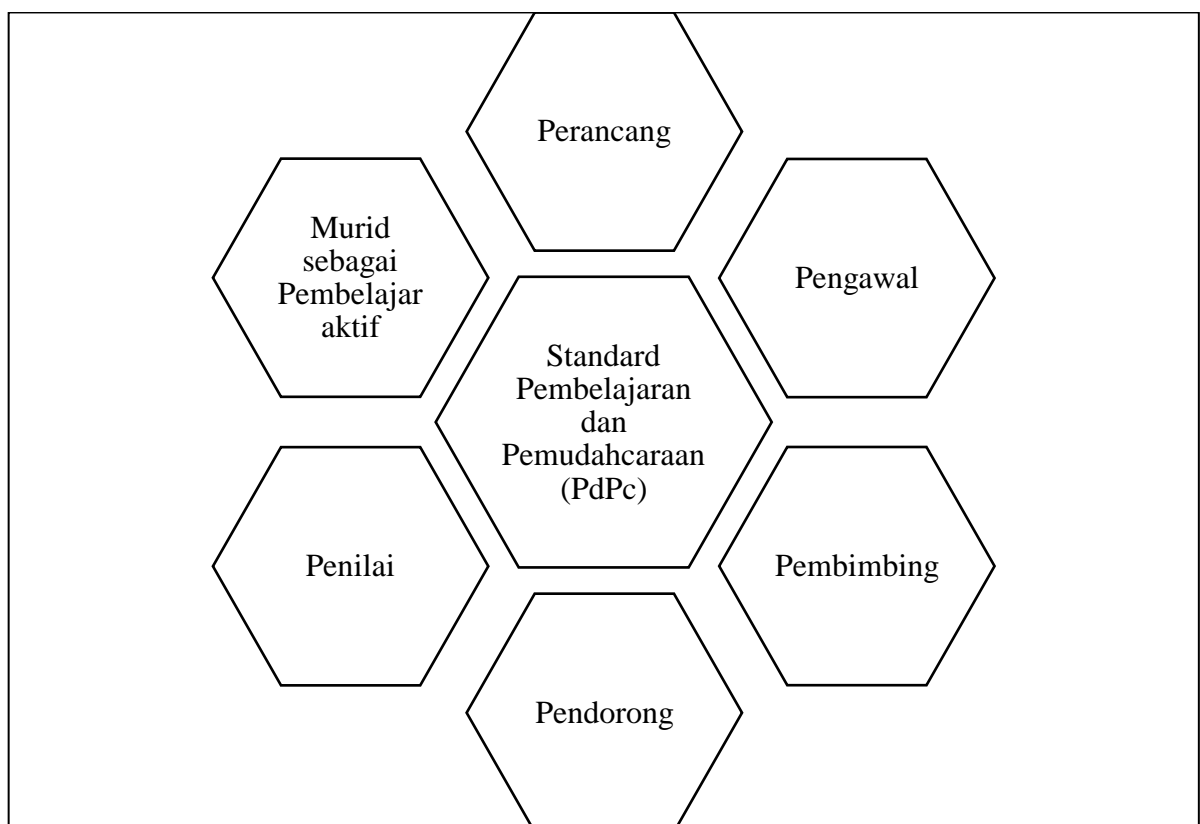 Perancang
Murid
sebagai
Pembelajar
aktif
Pengawal
Standard
Pembelajaran
dan
Pemudahcaraan
(PdPc)
Penilai
Pembimbing
Pendorong